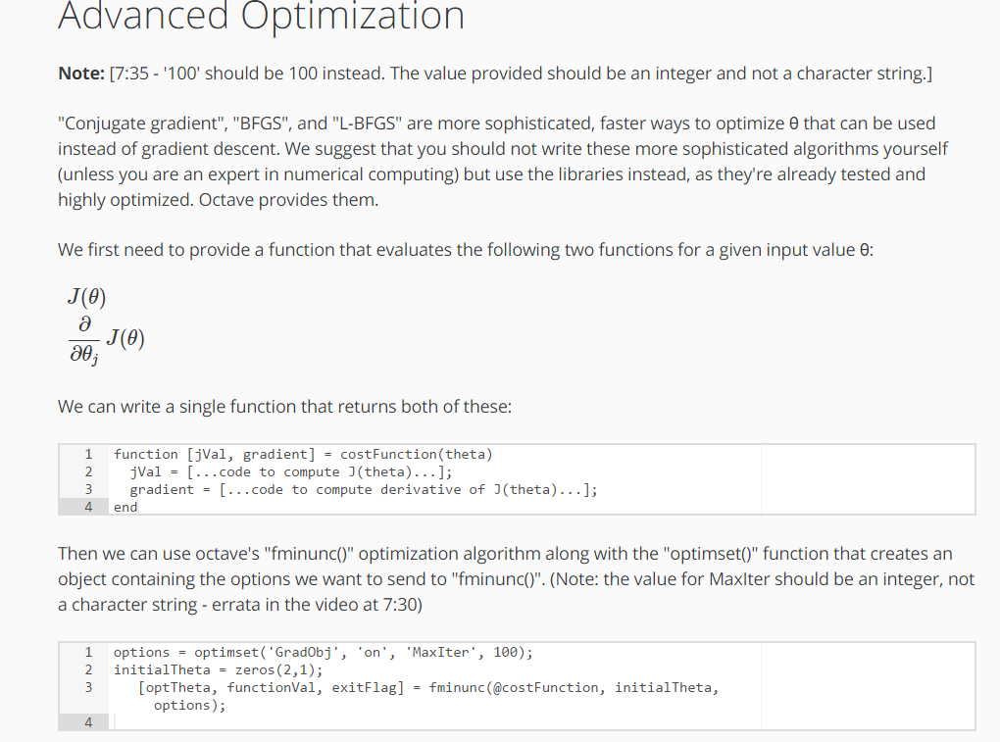 Advanced Optimization
Note: [7:35 - '100' should be 100 instead. The value provided should be an integer and not a character string.]
"Conjugate gradient", "BFGS", and "L-BFGS" are more sophisticated, faster ways to optimize θ that can be used
instead of gradient descent. We suggest that you should not write these more sophisticated algorithms yourself
(unless you are an expert in numerical computing) but use the libraries instead, as they're already tested and
highly optimized. Octave provides them.
We first need to provide a function that evaluates the following two functions for a given input value θ:
J(θ)
∂
∂θj J(θ)
We can write a single function that returns both of these:
1 function [jVal, gradient] = costFunction(theta)
2 jVal = [...code to compute J(theta)...];
3 gradient = [...code to compute derivative of J(theta)...];
4 end
Then we can use octave's "fminunc()" optimization algorithm along with the "optimset()" function that creates an
object containing the options we want to send to "fminunc()". (Note: the value for MaxIter should be an integer, not
a character string - errata in the video at 7:30)
1 options = optimset('GradObj', 'on', 'MaxIter', 100);
2 initialTheta = zeros(2,1);
3 [optTheta, functionVal, exitFlag] = fminunc(@costFunction, initialTheta,
options);
4